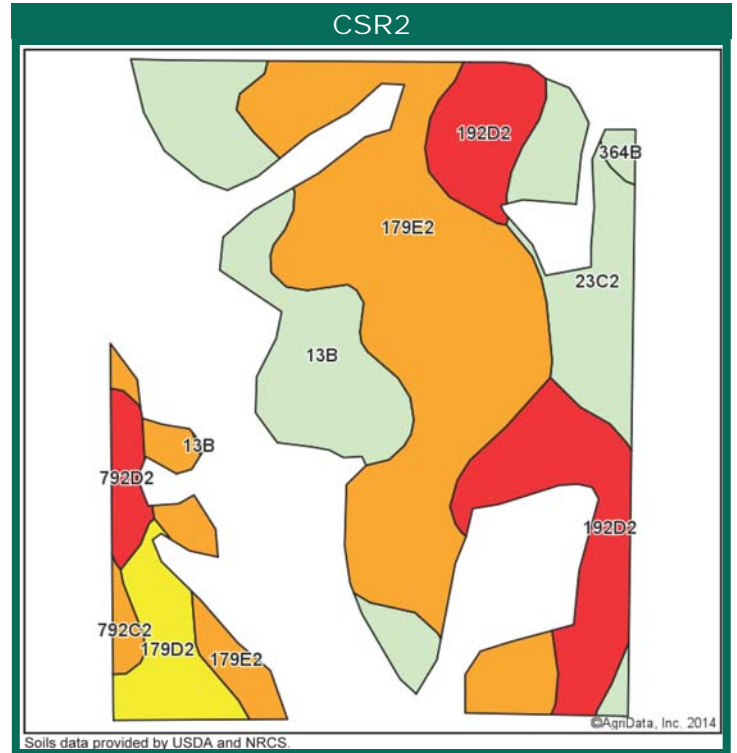 CSR2
192D2
364B
179E2
23C2
13B
13B
792D2
192D2
792C2
179D2
179E2
©AgriData, Inc. 2014
Soils data provided by USDA and NRCS.